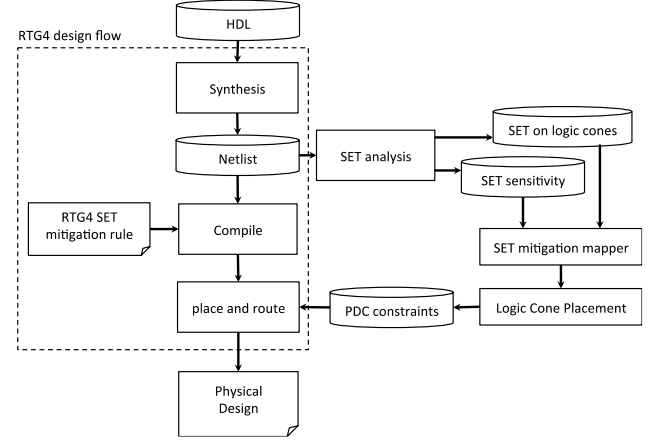 HDL
RTG4 design flow
Synthesis
Netlist
SET analysis
SET on logic cones
SET sensitivity
RTG4 SET
mitigation rule
Compile
SET mitigation mapper
place and route
PDC constraints
Logic Cone Placement
Physical
Design